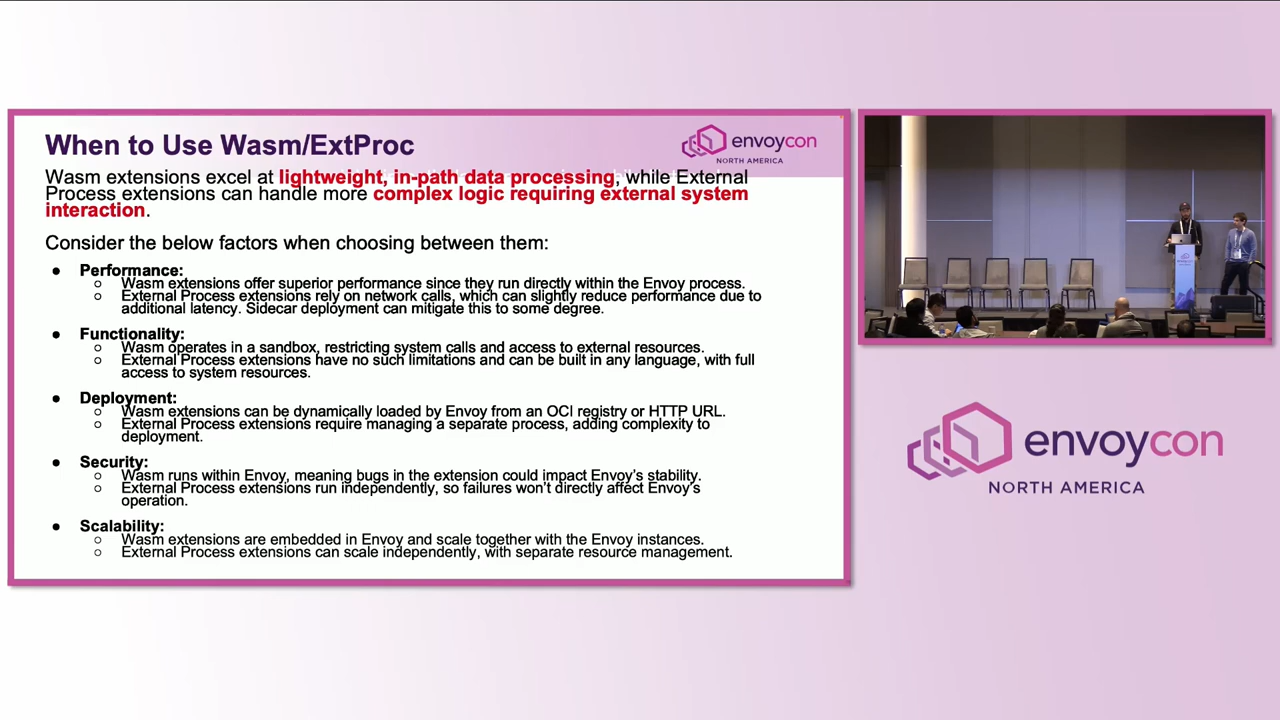 When to Use Wasm/ExtProc
envoycon
NORTH AMERICA
Wasm extensions excel at lightweight, in-path data processing, while External
Process extensions can handle more complex logic requiring external system
interaction.
Consider the below factors when choosing between them:
● Performance:
○ Wasm extensions offer superior performance since they run directly within the Envoy process.
○ External Process extensions rely on network calls, which can slightly reduce performance due to
additional latency. Sidecar deployment can mitigate this to some degree.
● Functionality:
○ Wasm operates in a sandbox, restricting system calls and access to external resources.
○ External Process extensions have no such limitations and can be built in any language, with full
access to system resources.
● Deployment:
○ Wasm extensions can be dynamically loaded by Envoy from an OCI registry or HTTP URL.
○ External Process extensions require managing a separate process, adding complexity to
deployment.
● Security:
○ Wasm runs within Envoy, meaning bugs in the extension could impact Envoy's stability.
○ External Process extensions run independently, so failures won't directly affect Envoy's
operation.
● Scalability:
○ Wasm extensions are embedded in Envoy and scale together with the Envoy instances.
○ External Process extensions can scale independently, with separate resource management.
envoycon
envoycon
NORTH AMERICA